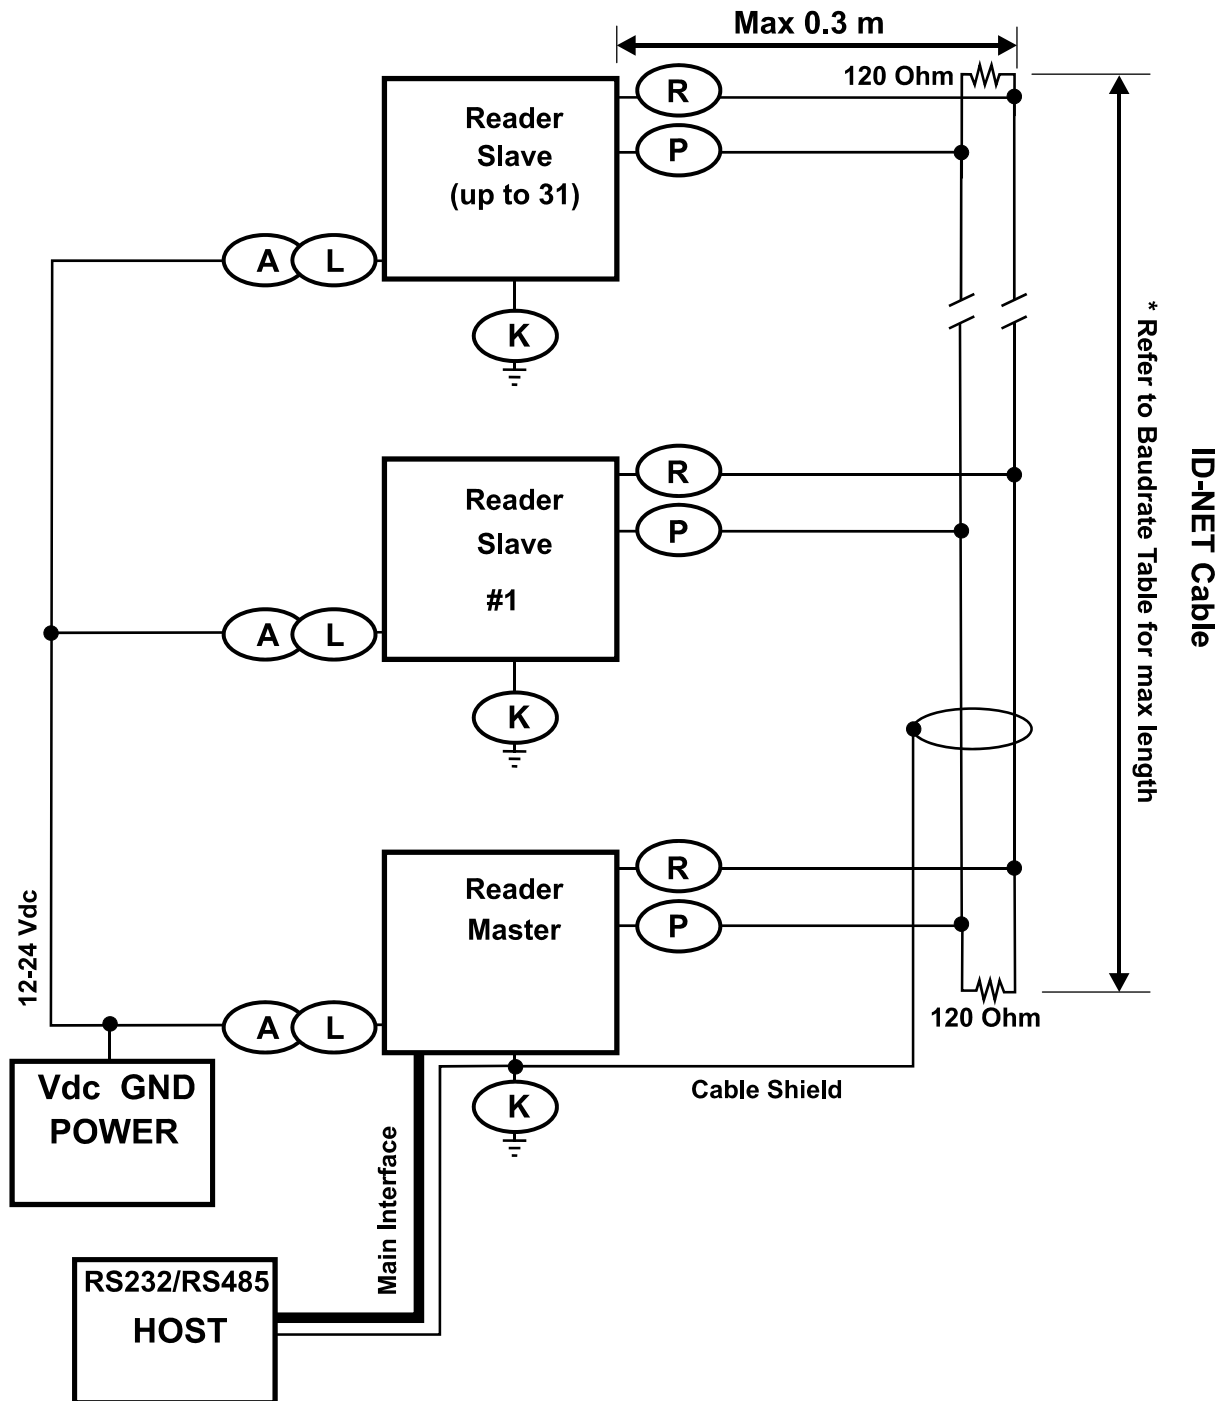 Max 0.3 m
120 Ohm
R
P
Reader
Slave
(up to 31)
A
L
K
R
P
Reader
Slave
#1
A
L
K
* Refer to Baudrate Table for max length
ID-NET Cable
R
P
Reader
Master
12-24 Vdc
A
L
120 Ohm
Vdc GND
POWER
K
Cable Shield
Main Interface
RS232/RS485
HOST